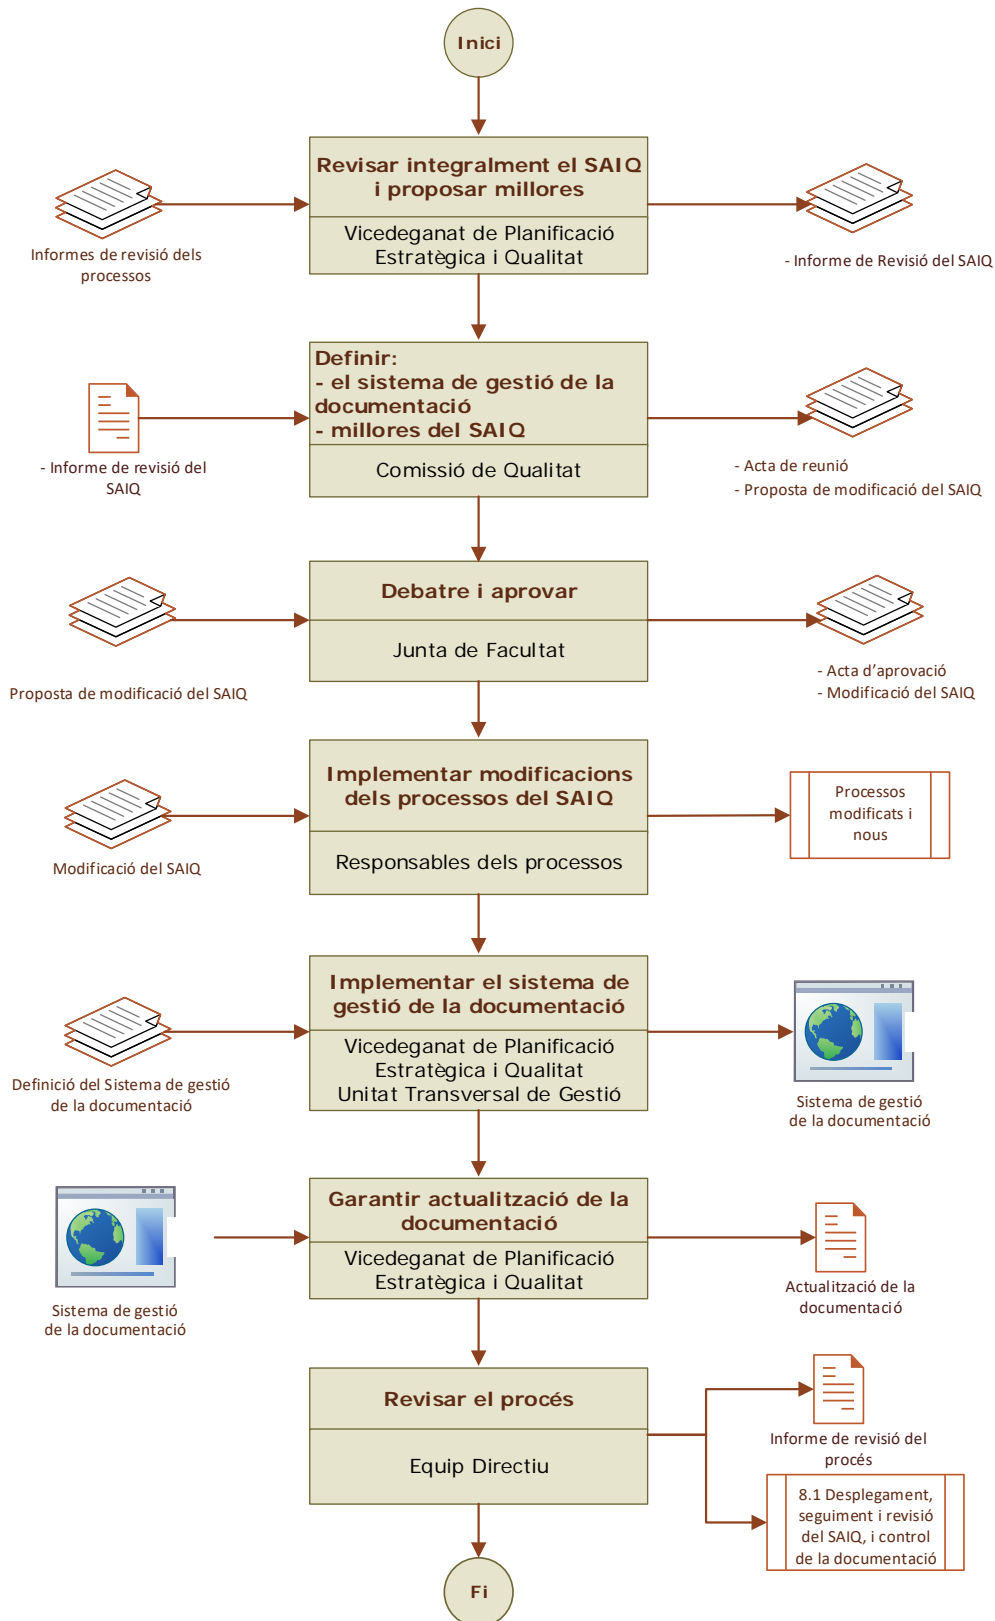 Inici
Revisar integralment el SAIQ
i proposar millores
Vicedeganat de Planificació
Estratègica i Qualitat
Informes de revisió dels
processos
- Informe de Revisió del SAIQ
Definir:
- el sistema de gestió de la
documentació
- millores del SAIQ
Comissió de Qualitat
- Informe de revisió del
SAIQ
- Acta de reunió
- Proposta de modificació del SAIQ
Debatre i aprovar
Junta de Facultat
Proposta de modificació del SAIQ
- Acta d’aprovació
- Modificació del SAIQ
Implementar modificacions
dels processos del SAIQ
Responsables dels processos
Modificació del SAIQ
Processos
modificats i
nous
Implementar el sistema de
gestió de la documentació
Vicedeganat de Planificació
Estratègica i Qualitat
Unitat Transversal de Gestió
Definició del Sistema de gestió
de la documentació
Sistema de gestió
de la documentació
Garantir actualització de la
documentació
Vicedeganat de Planificació
Estratègica i Qualitat
Sistema de gestió
de la documentació
Actualització de la
documentació
Revisar el procés
Equip Directiu
Informe de revisió del
procés
8.1 Desplegament,
seguiment i revisió
del SAIQ, i control
de la documentació
Fi